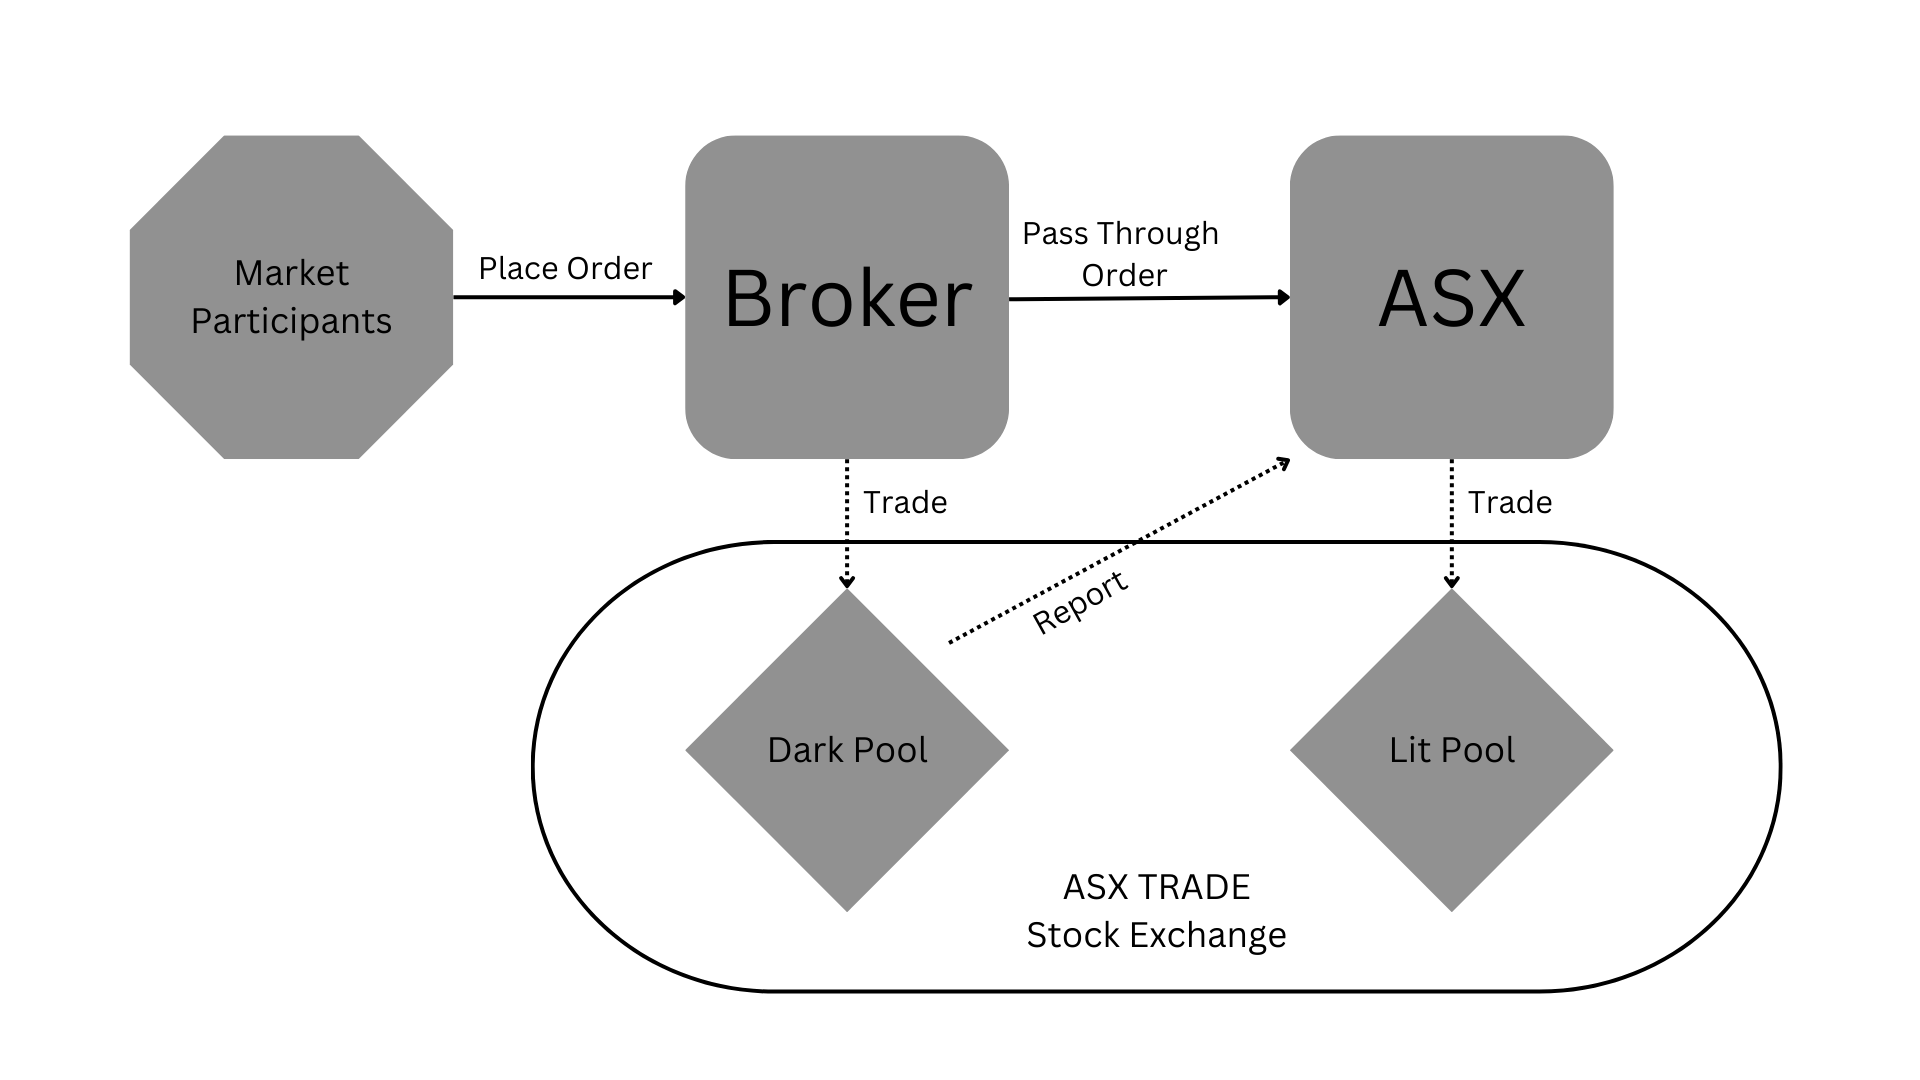 Market
Participants
Place Order
Broker
Pass Through
Order
ASX
Trade
Trade
Report
Dark Pool
Lit Pool
ASX TRADE
Stock Exchange